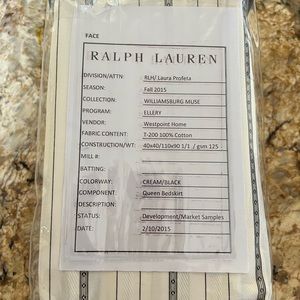 FACE
RALPH LAUREN
DIVISION/ATTN: RLH/ Laura Profeta
SEASON: Fall 2015
COLLECTION: WILLIAMSBURG MUSE
PROGRAM: ELLERY
VENDOR: Westpoint Home
FABRIC CONTENT: T-200 100% Cotton
CONSTRUCTION/WT: 40x40/110x90 1/1 / gsm 125
MILL #:
BATTING:
COLORWAY: CREAM/BLACK
COMPONENT: Queen Bedskirt
DESCRIPTION:
STATUS: Development/Market Samples
DATE: 2/10/2015